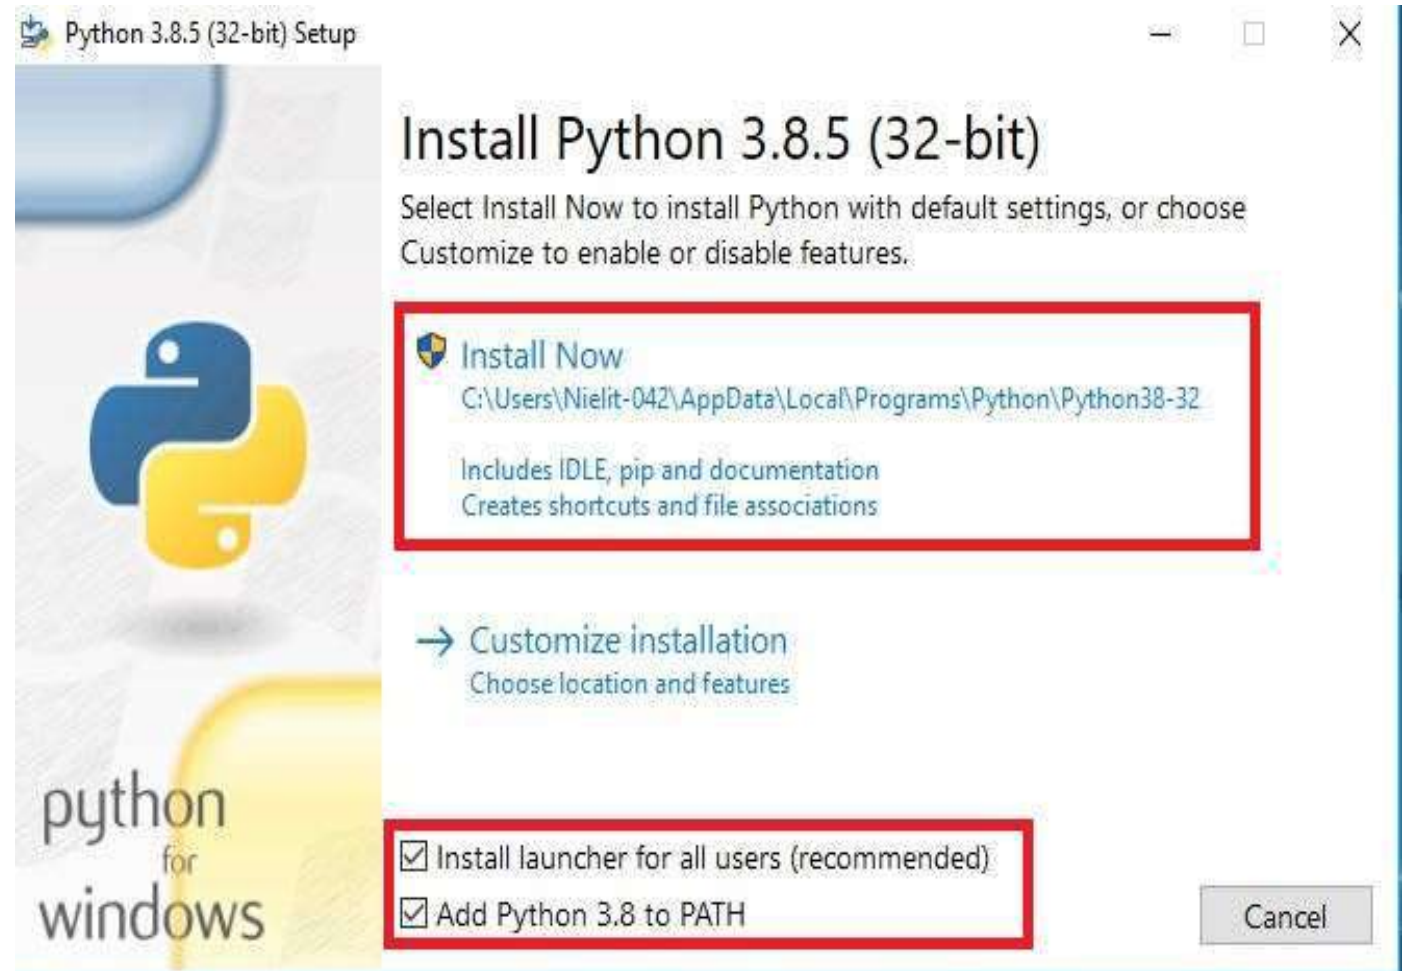 Python 3.8.5 (32-bit) Setup
Install Python 3.8.5 (32-bit)
Select Install Now to install Python with default settings, or choose
Customize to enable or disable features.
Install Now
C:\Users\Nielit-042\AppData\Local\Programs\Python\Python38-32
Includes IDLE, pip and documentation
Creates shortcuts and file associations
Customize installation
Choose location and features
python
for
windows
Install launcher for all users (recommended)
Add Python 3.8 to PATH
Cancel